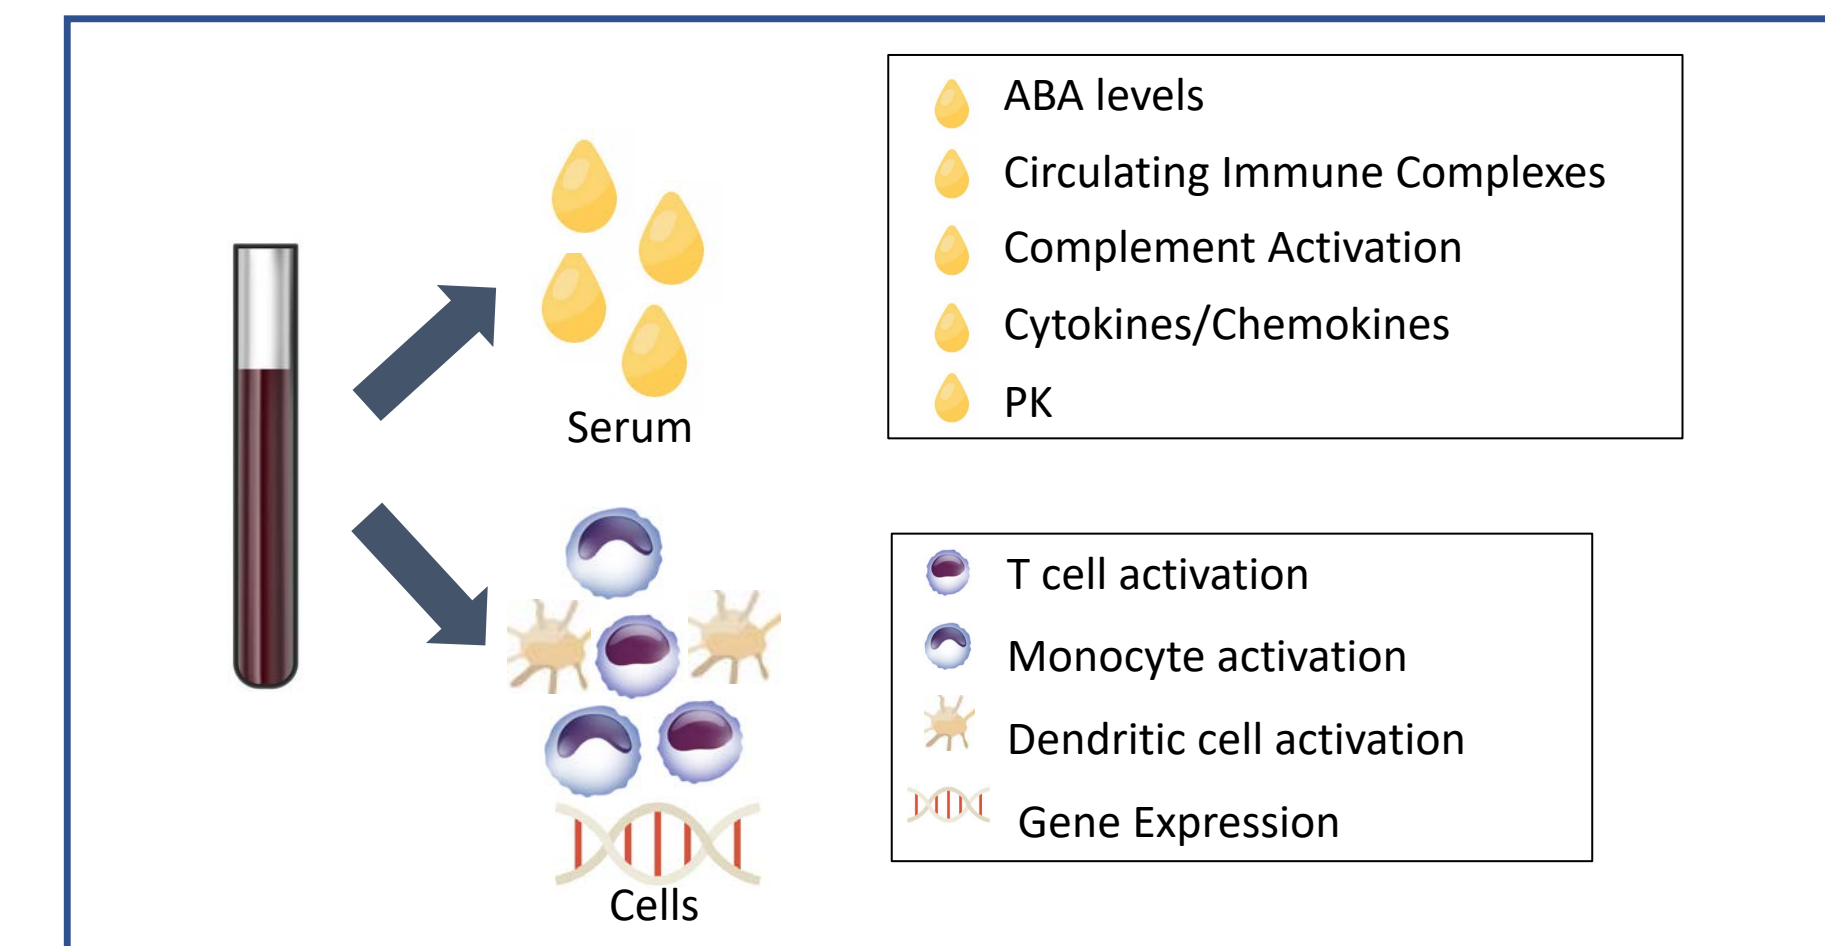 Serum
ABA levels
Circulating Immune Complexes
Complement Activation
Cytokines/Chemokines
PK
Cells
T cell activation
Monocyte activation
Dendritic cell activation
Gene Expression